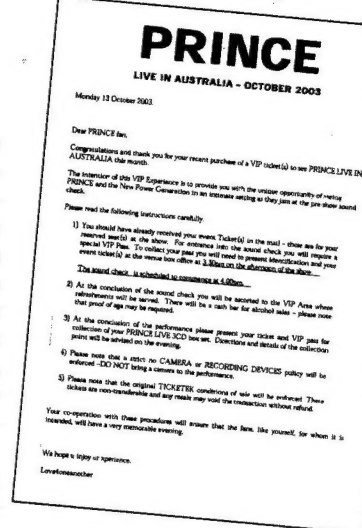 PRINCE
LIVE IN AUSTRALIA - OCTOBER 2003
Monday 13 October 2003
Dear PRINCE fan,
Congratulations and thank you for your recent purchase of a VIP ticket(s) to see PRINCE LIVE IN
AUSTRALIA this month.
The intention of this VIP Experience is to provide you with the unique opportunity of
PRINCE and the New Power Generation in an intimate setting as they jam at the pre-show sound
check.
Please read the following instructions carefully.
1) You should have already received your event Ticket(s) in the mail - these are for your
reserved seat(s) at the show. For entrance into the sound check you will require a
special VIP Pass. To collect your pass you will need to present identification and your
event ticket(s) at the venue box office at 3.30pm on the afternoon of the show.
The sound check is scheduled to commence at 4.00pm.
2) At the conclusion of the sound check you will be escorted to the VIP Area where
refreshments will be served. There will be a cash bar for alcohol sales - please note
that proof of age may be required.
3) At the conclusion of the performance please present your ticket and VIP pass for
collection of your PRINCE LIVE 3CD box set. Directions and details of the collection
point will be advised on the evening.
4) Please note that a strict no CAMERA or RECORDING DEVICES policy will be
enforced - DO NOT bring a camera to the performance.
5) Please note that the original TICKETEK conditions of sale will be enforced. These
tickets are non-transferable and any resale may void the transaction without refund.
Your co-operation with these procedures will ensure that the fans, like yourself, for whom it is
intended, will have a very memorable evening.
We hope injoy experience.
Love4oneanother